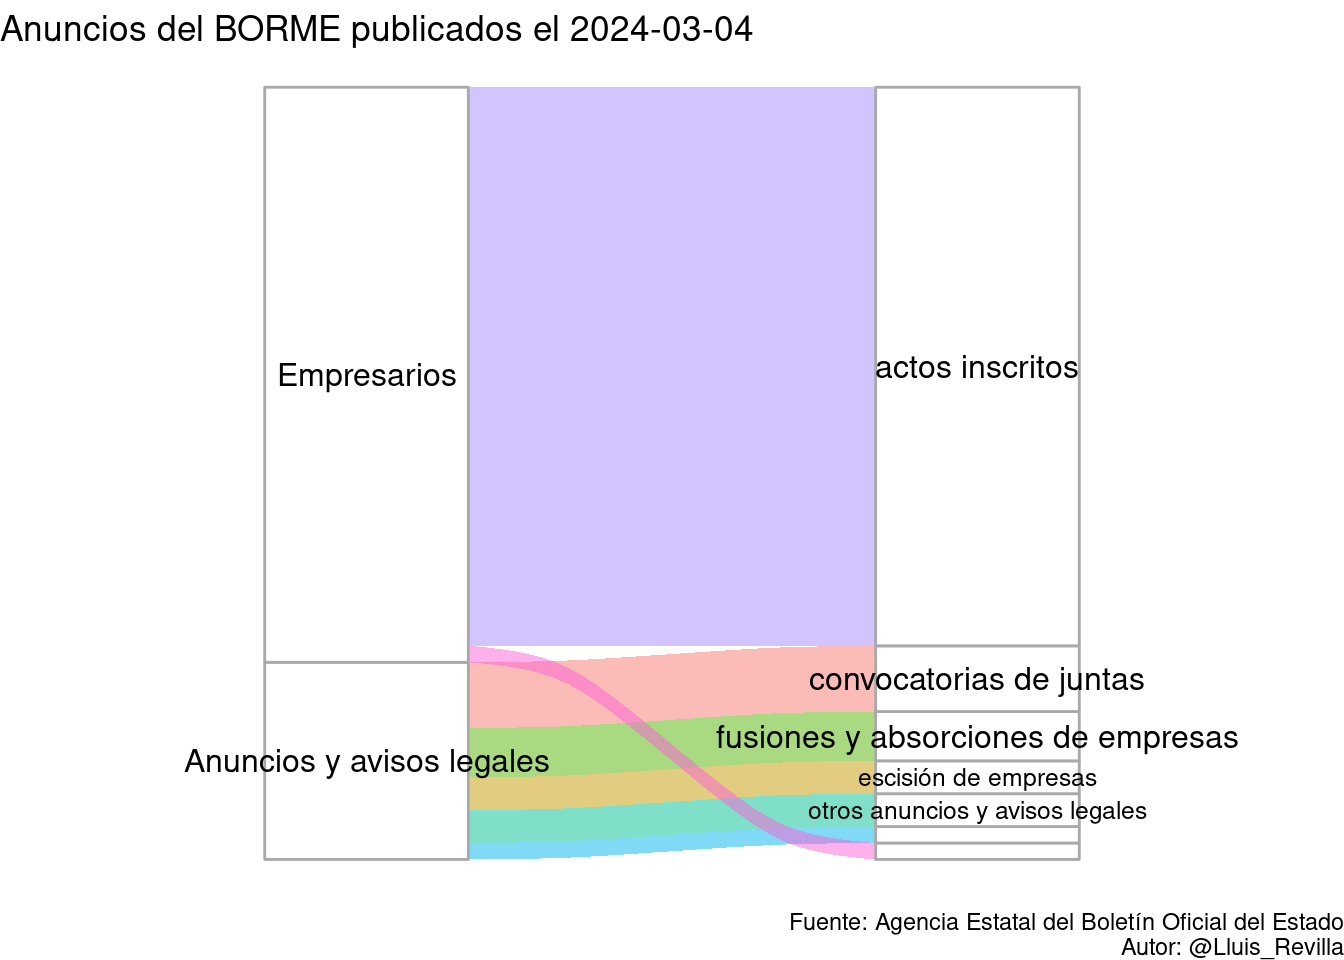 Anuncios del BORME publicados el 2024-03-04
Empresarios
actos inscritos
convocatorias de juntas
fusiones y absorciones de empresas
Anuncios y avisos legales
escisión de empresas
otros anuncios y avisos legales
Fuente: Agencia Estatal del Boletín Oficial del Estado
Autor: @Lluis_Revilla